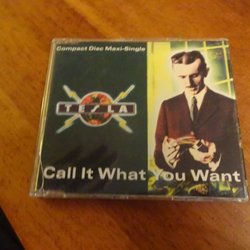 Compact Disc Maxi-Single
TESLA
Call It What You Want